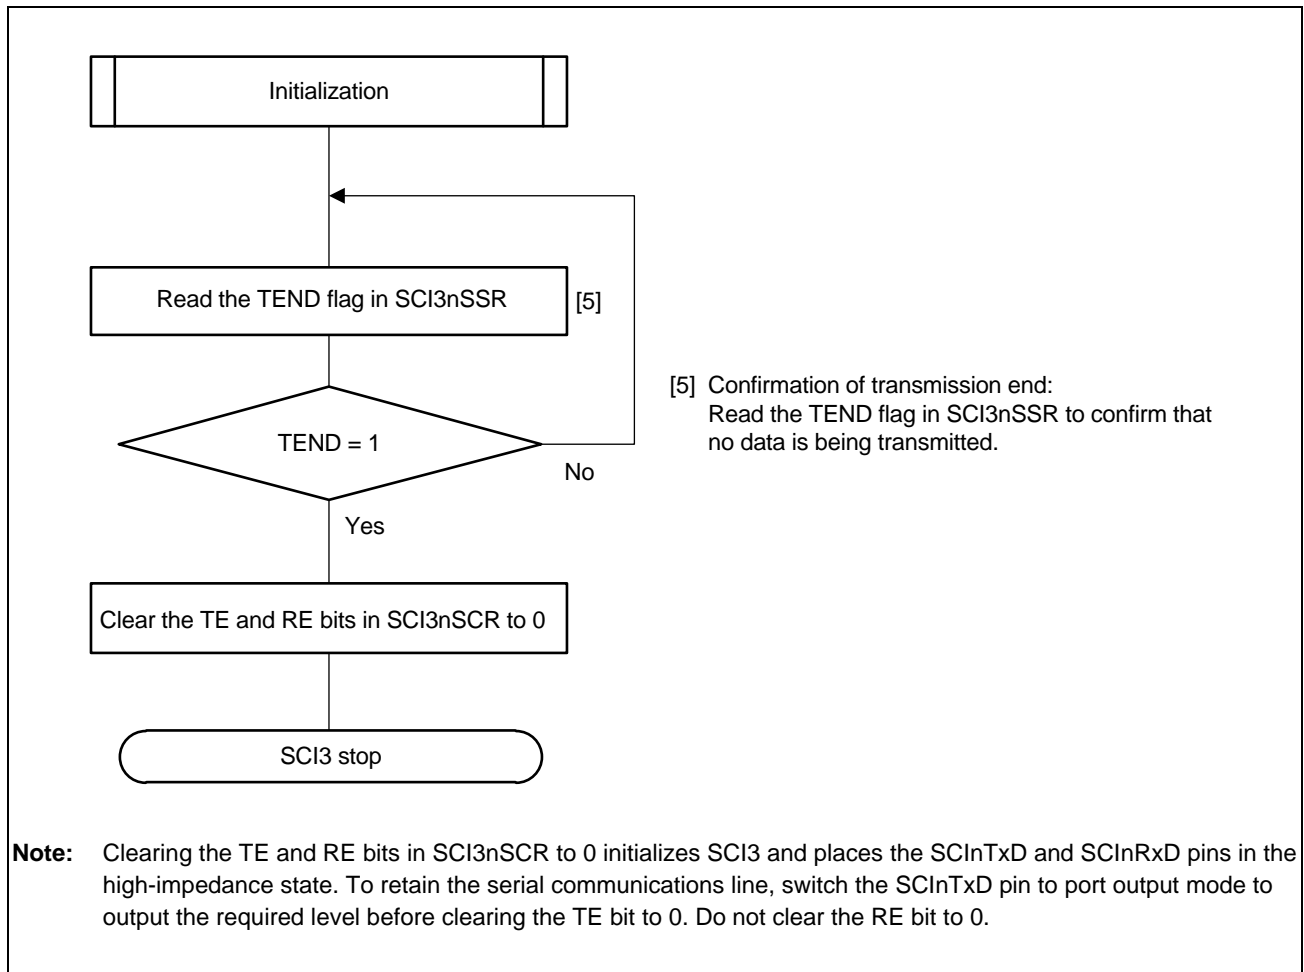 Initialization
Read the TEND flag in SCI3nSSR
[5]
[5] Confirmation of transmission end:
Read the TEND flag in SCI3nSSR to confirm that
no data is being transmitted.
TEND = 1
No
Yes
Clear the TE and RE bits in SCI3nSCR to 0
SCI3 stop
Note: Clearing the TE and RE bits in SCI3nSCR to 0 initializes SCI3 and places the SCInTxD and SCInRxD pins in the
high-impedance state. To retain the serial communications line, switch the SCInTxD pin to port output mode to
output the required level before clearing the TE bit to 0. Do not clear the RE bit to 0.